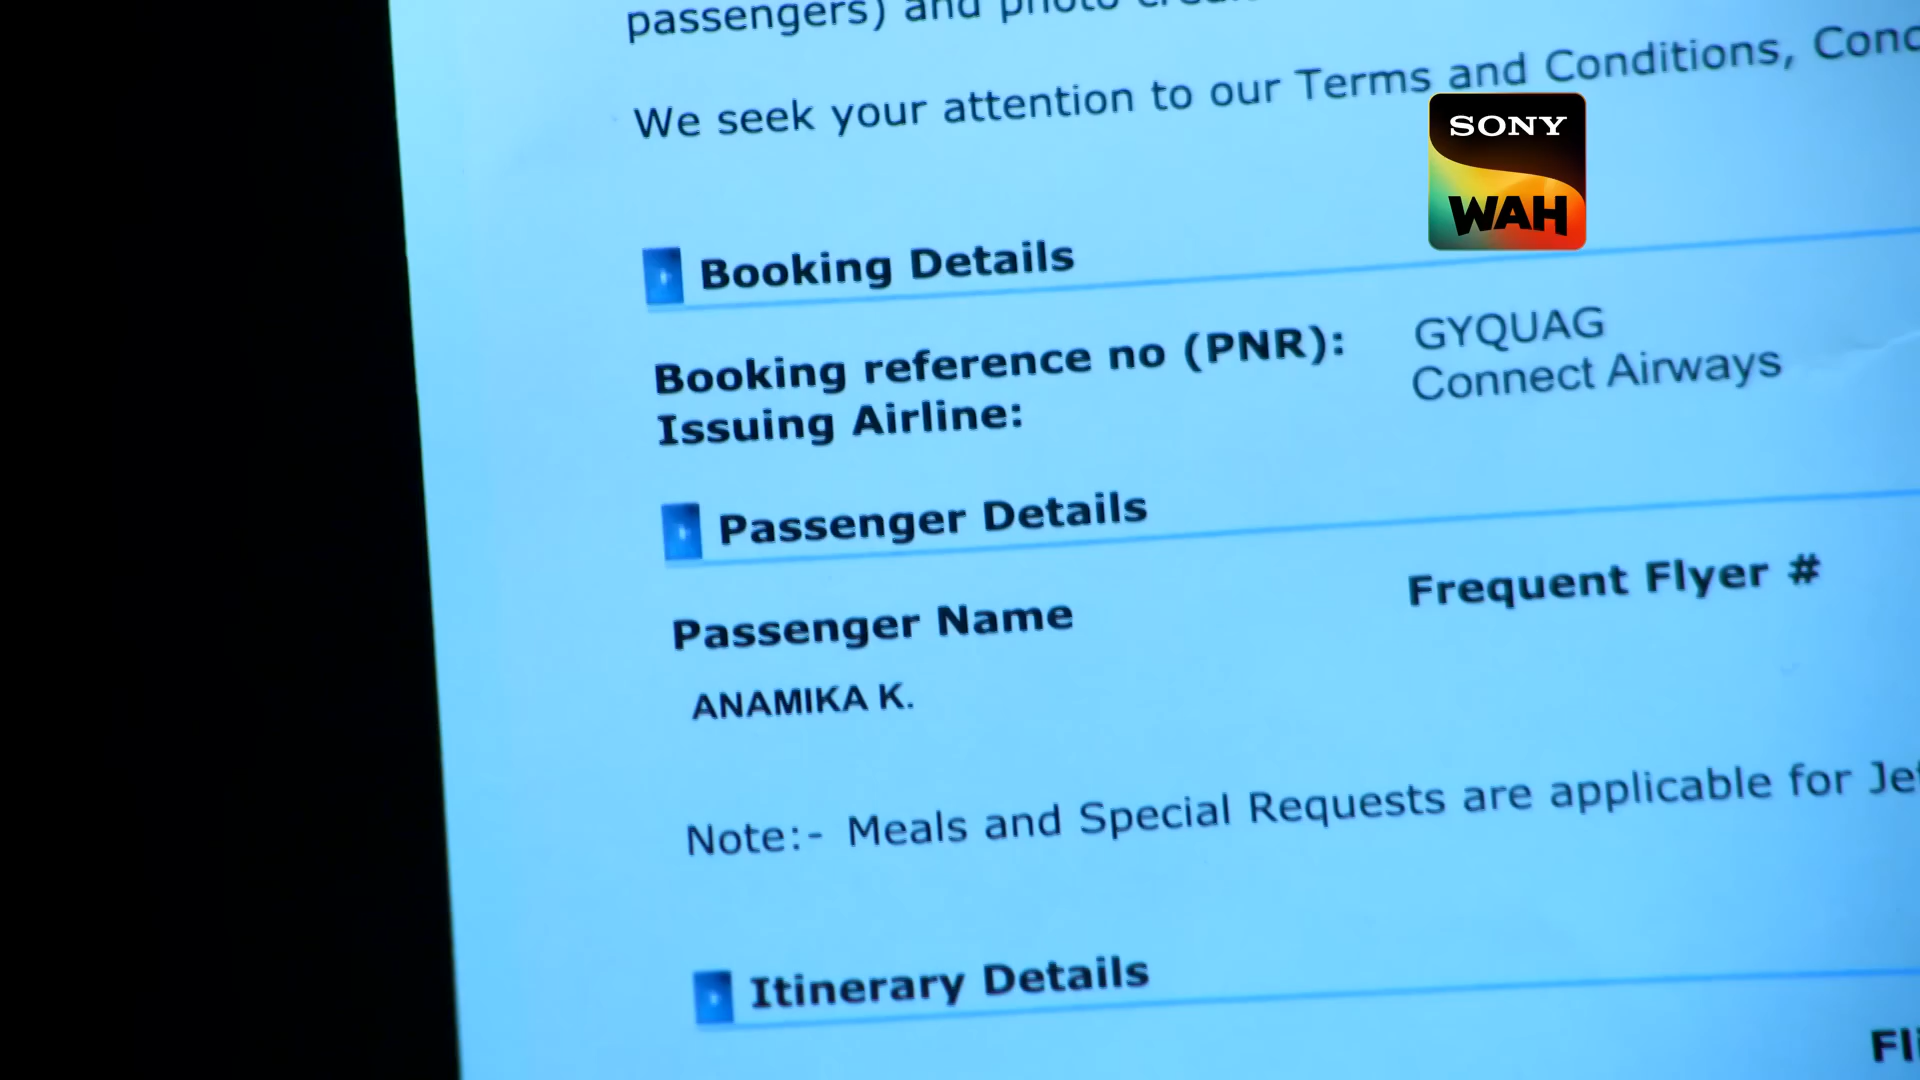 passengers) and photo
We seek your attention to our Terms and Conditions,
SONY
WAH
Booking Details
Booking reference no (PNR): GYQUAG
Issuing Airline: Connect Airways
Passenger Details
Passenger Name Frequent Flyer #
ANAMIKA K.
Note:- Meals and Special Requests are applicable for
Itinerary Details